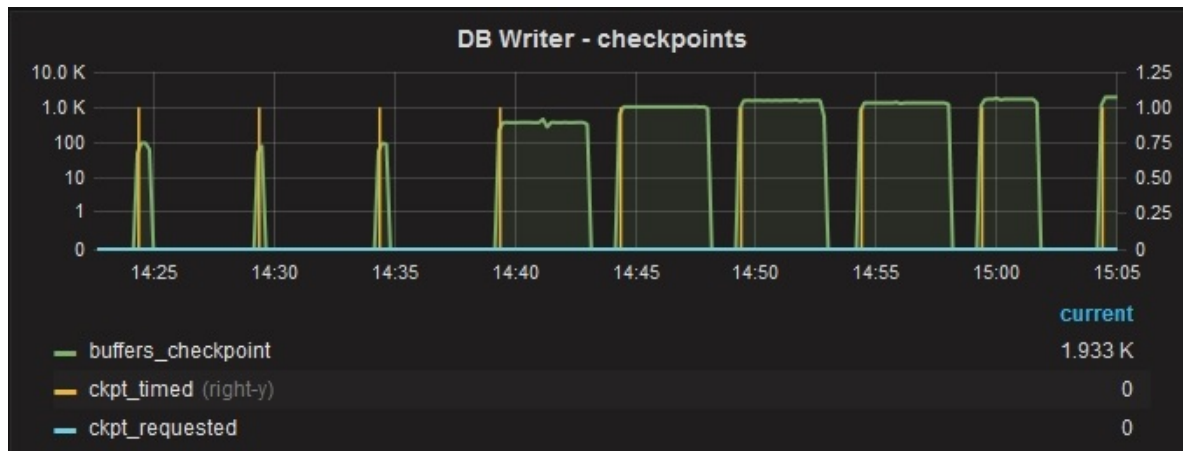 DB Writer - checkpoints
10.0 K 1.25
1.0 K 1.00
100 0.75
10 0.50
1 0.25
0 0
14:25 14:30 14:35 14:40 14:45 14:50 14:55 15:00 15:05
current
buffers_checkpoint 1.933 K
ckpt_timed (right-y) 0
ckpt_requested 0